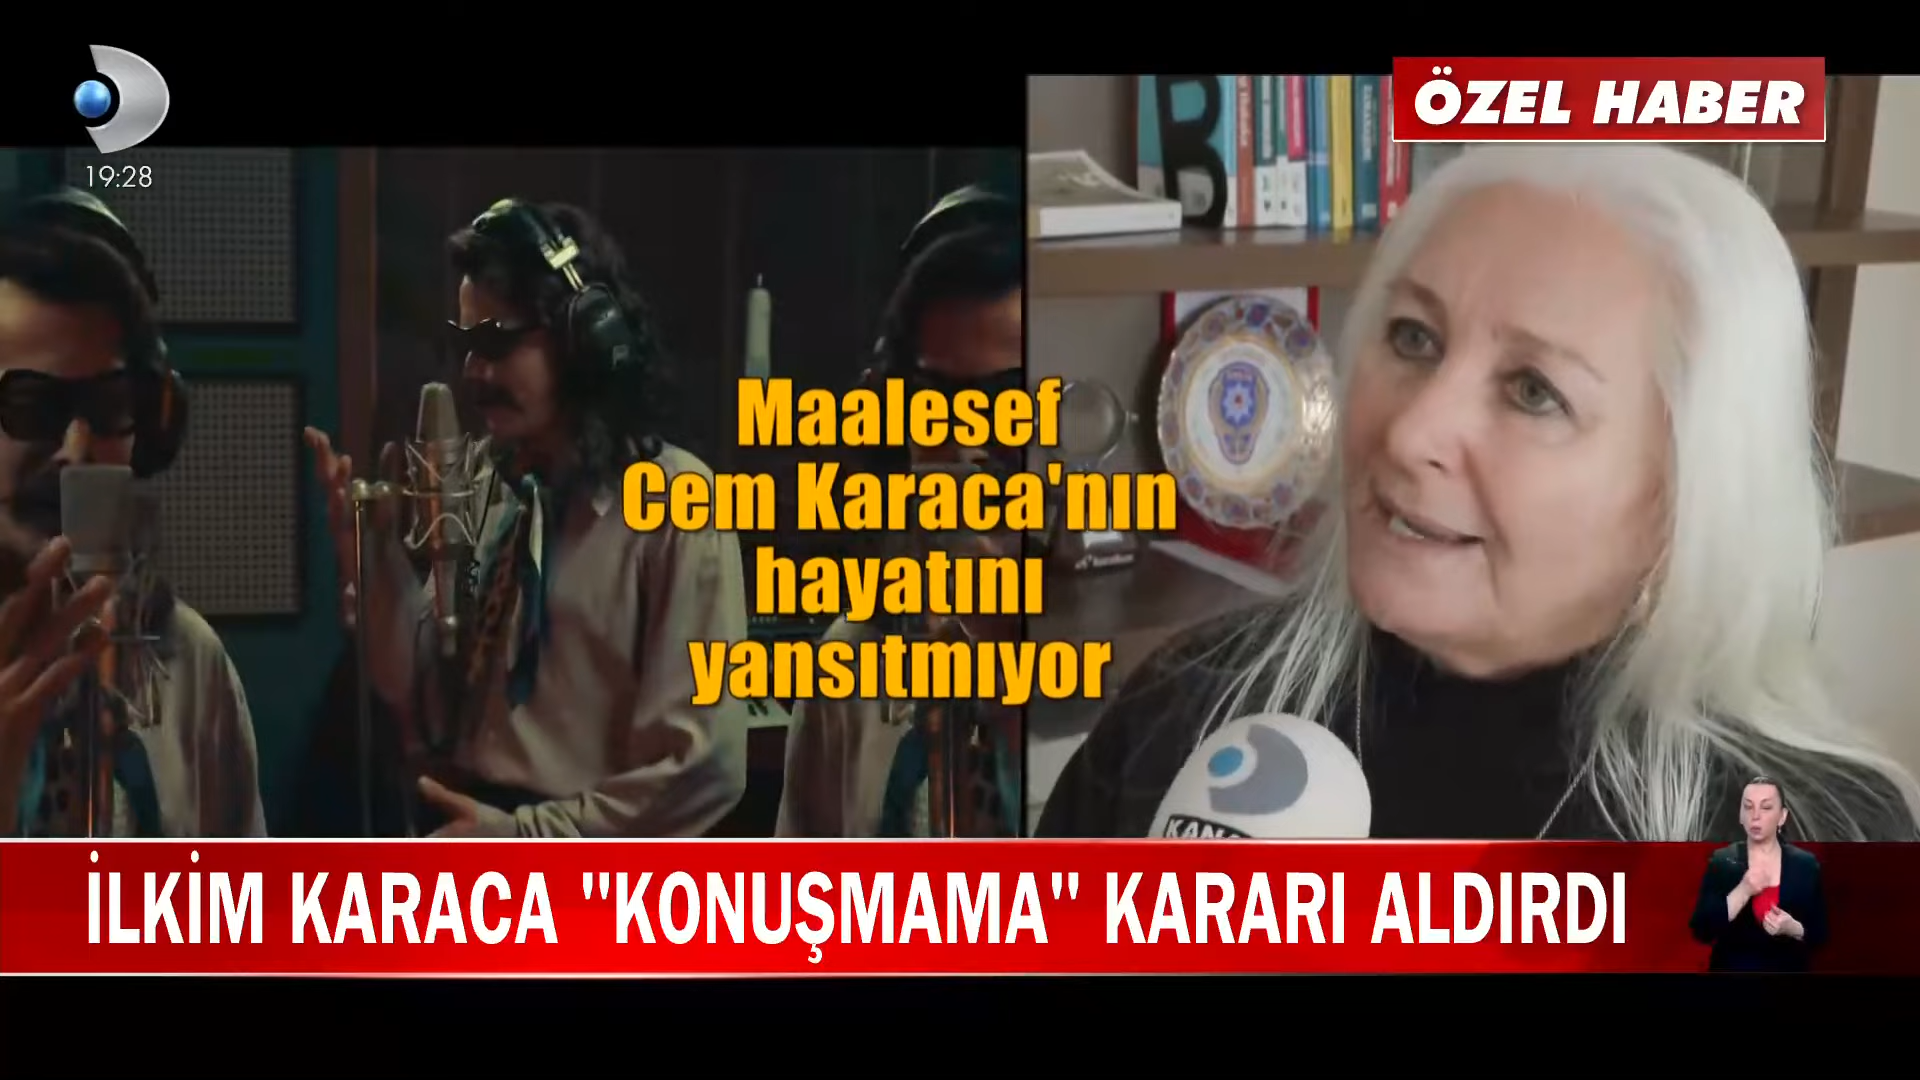 ÖZEL HABER
19:28
B
Maalesef
Cem Karaca'nın
hayatını
yansıtmıyor
İLKİM KARACA "KONUŞMAMA" KARARI ALDIRDI